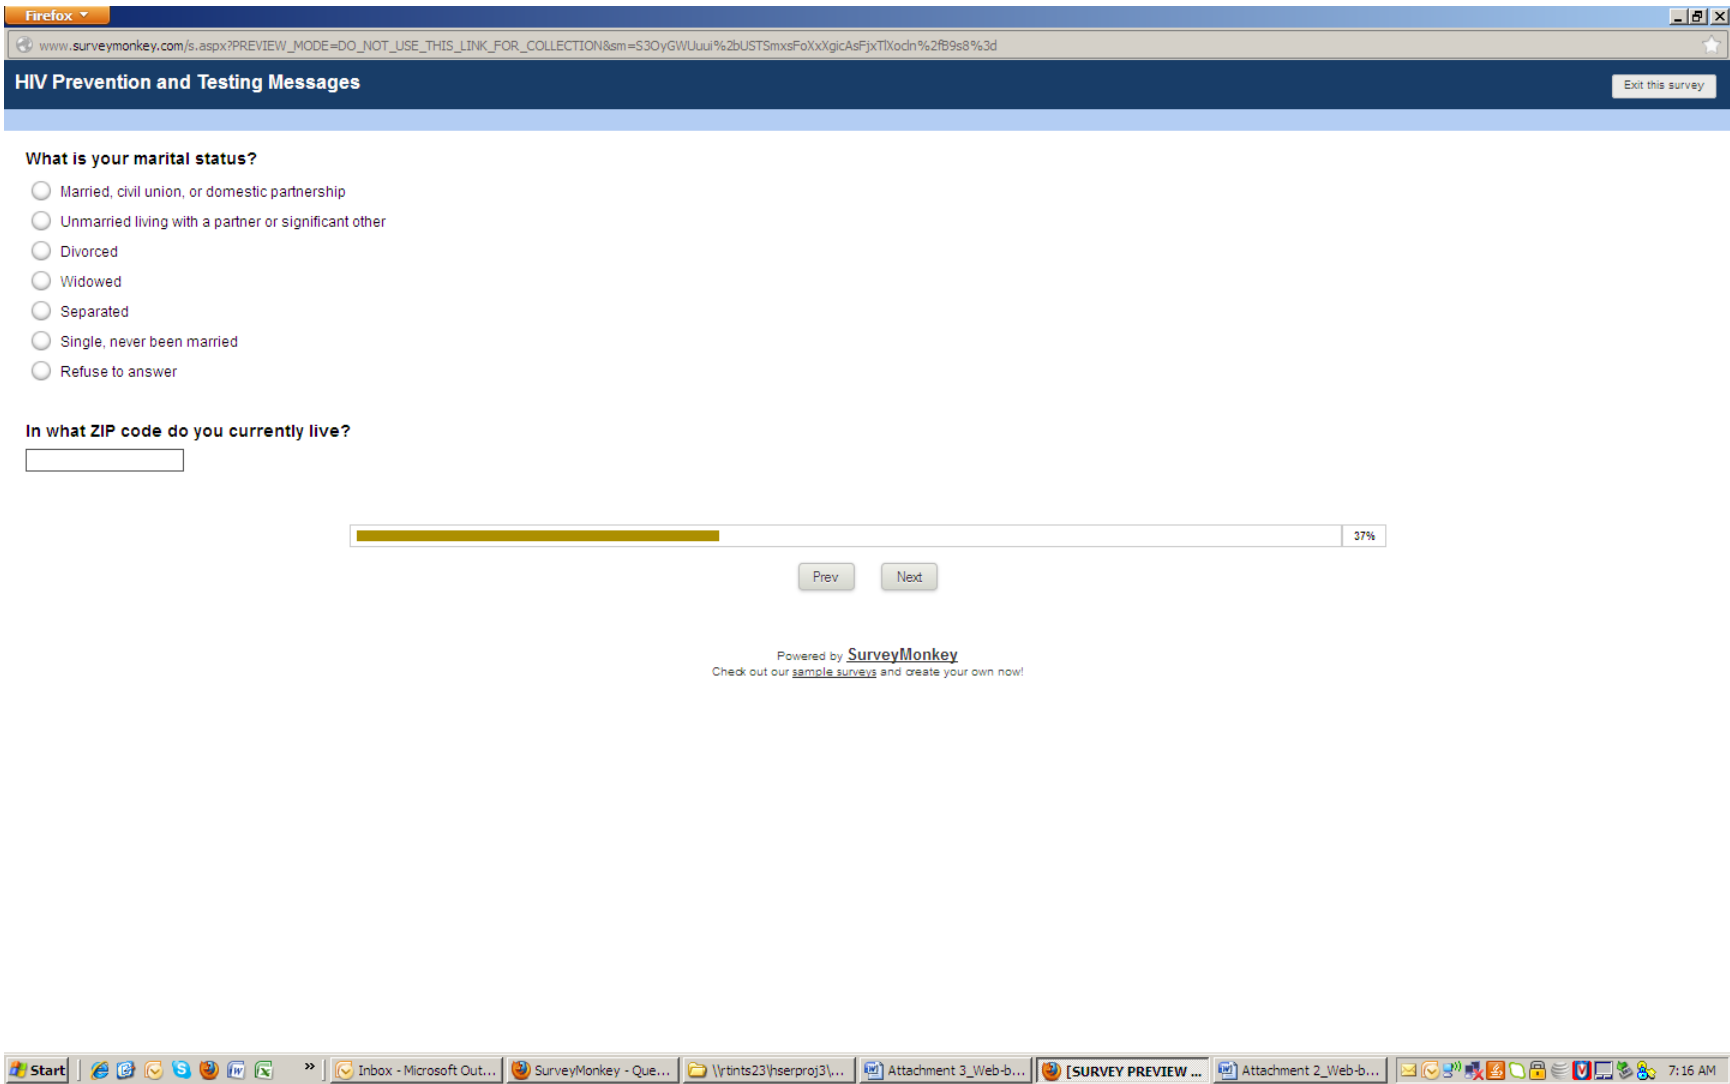 Firefox
www.surveymonkey.com/s.aspx?PREVIEW_MODE=DO_NOT_USE_THIS_LINK_FOR_COLLECTION&sm=S3OyGWUuui%2bUSTSmxsFoXxXgicAsFjxTlXocln%2fB9s8%3d
HIV Prevention and Testing Messages
Exit this survey
What is your marital status?
Married, civil union, or domestic partnership
Unmarried living with a partner or significant other
Divorced
Widowed
Separated
Single, never been married
Refuse to answer
In what ZIP code do you currently live?
37%
Prev Next
Powered by SurveyMonkey
Check out our sample surveys and create your own now!
Start » Inbox - Microsoft Out... SurveyMonkey - Que... \\rtints23\hserproj3\... Attachment 3_Web-b... [SURVEY PREVIEW ... Attachment 2_Web-b... 7:16 AM